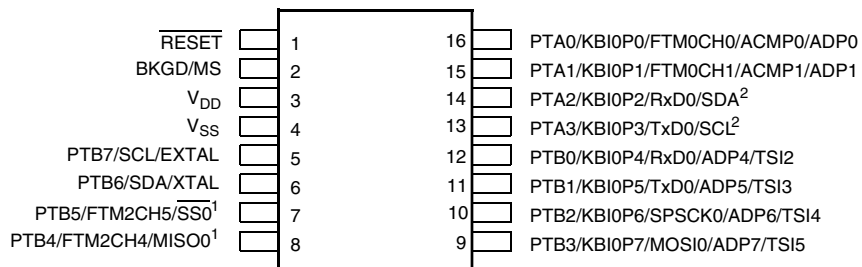 RESET 1 16 PTA0/KBI0P0/FTM0CH0/ACMP0/ADP0
BKGD/MS 2 15 PTA1/KBI0P1/FTM0CH1/ACMP1/ADP1
VDD 3 14 PTA2/KBI0P2/RxD0/SDA2
VSS 4 13 PTA3/KBI0P3/TxD0/SCL2
PTB7/SCL/EXTAL 5 12 PTB0/KBI0P4/RxD0/ADP4/TSI2
PTB6/SDA/XTAL 6 11 PTB1/KBI0P5/TxD0/ADP5/TSI3
PTB5/FTM2CH5/SS01 7 10 PTB2/KBI0P6/SPSCK0/ADP6/TSI4
PTB4/FTM2CH4/MISO01 8 9 PTB3/KBI0P7/MOSI0/ADP7/TSI5